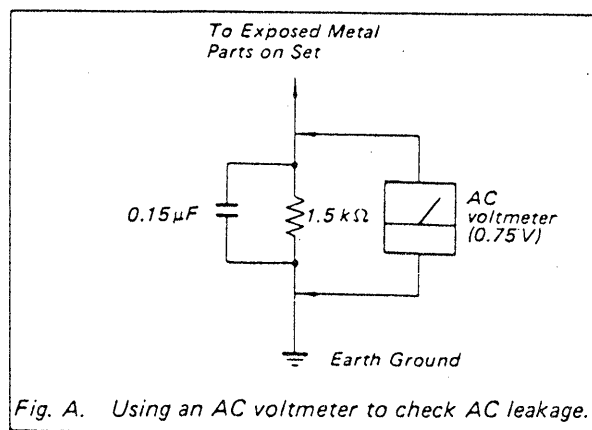 To Exposed Metal
Parts on Set
0.15μF
1.5 kΩ
AC
voltmeter
(0.75V)
Earth Ground
Fig. A. Using an AC voltmeter to check AC leakage.